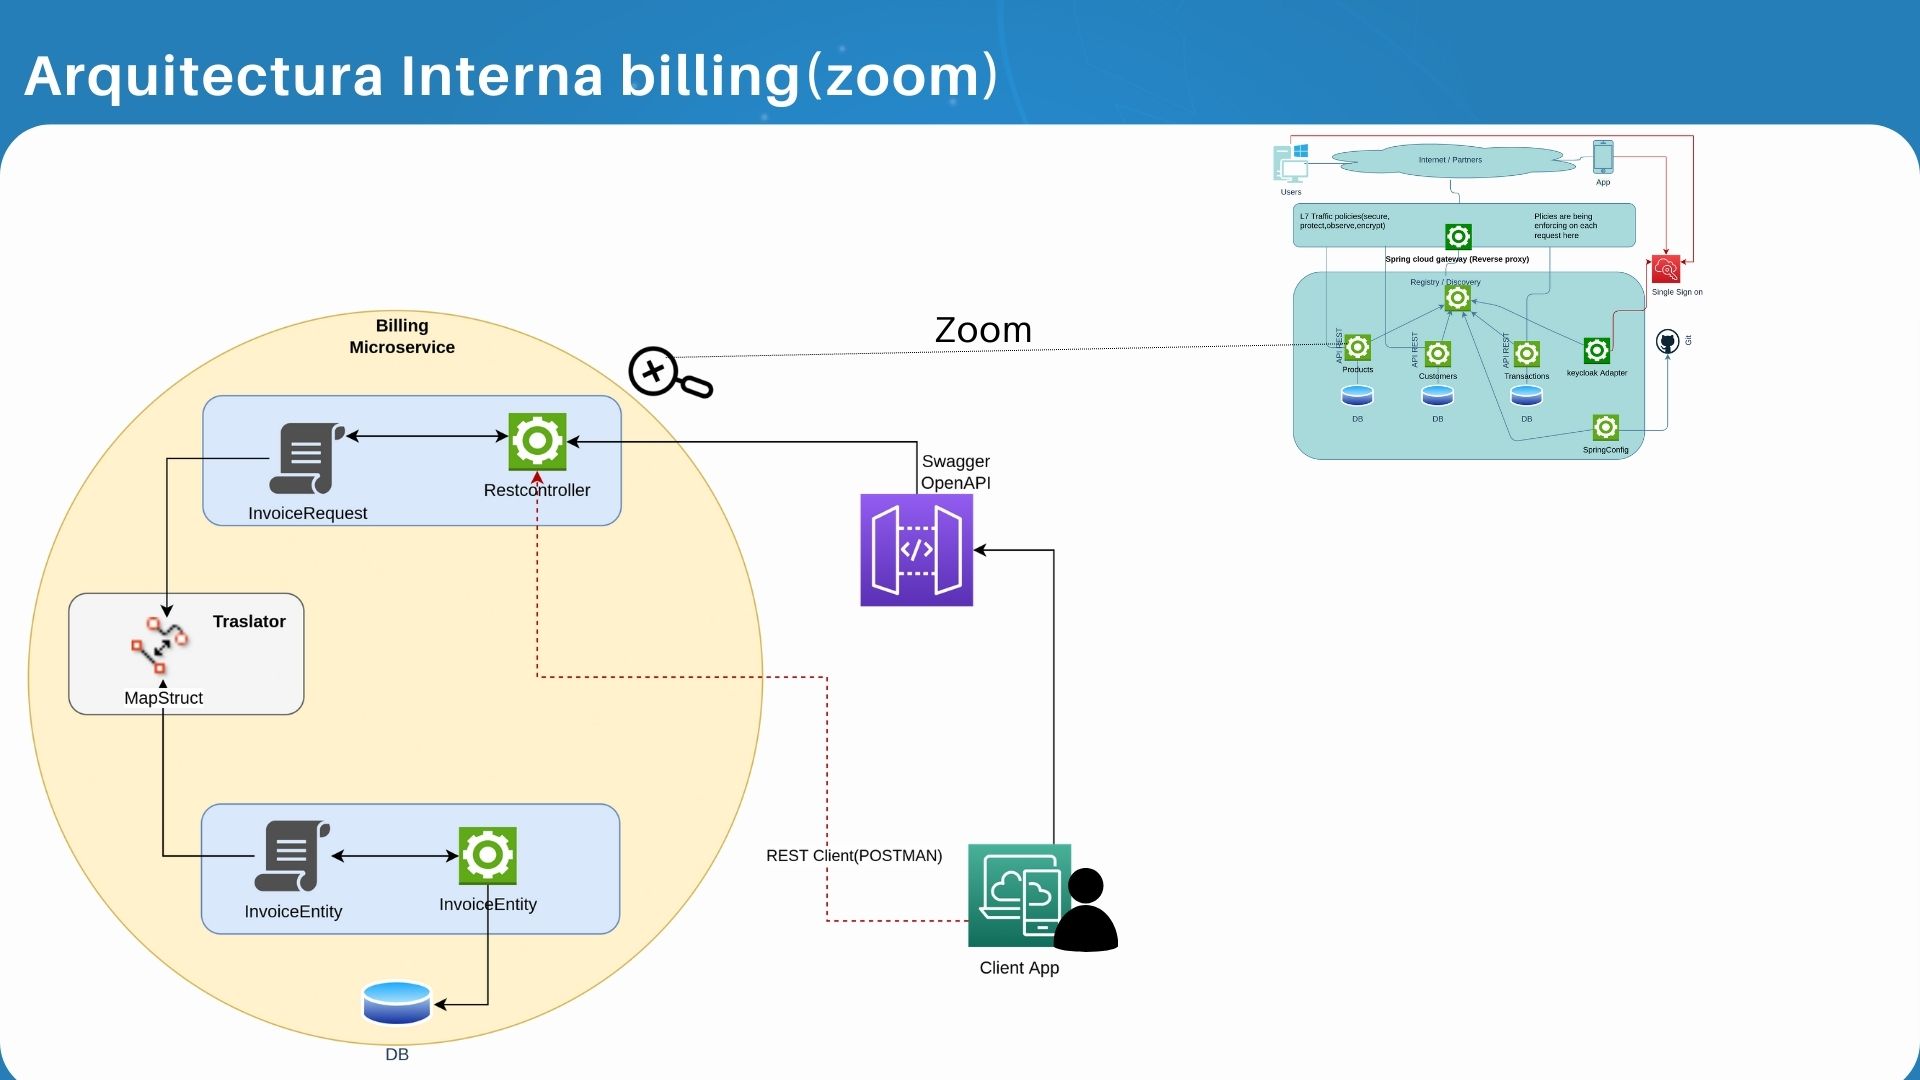 Arquitectura Interna billing(zoom)
Internet / Partners
Users
App
L7 Traffic policies(secure,
protect,observe,encrypt)
Plicies are being
enforcing on each
request here
Spring cloud gateway (Reverse proxy)
Registry / Discovery
Single Sign on
API REST
Products
API REST
Customers
API REST
Transactions
keycloak Adapter
Git
DB
DB
DB
SpringConfig
Zoom
Billing
Microservice
InvoiceRequest
Restcontroller
Swagger
OpenAPI
Traslator
MapStruct
REST Client(POSTMAN)
InvoiceEntity
InvoiceEntity
Client App
DB